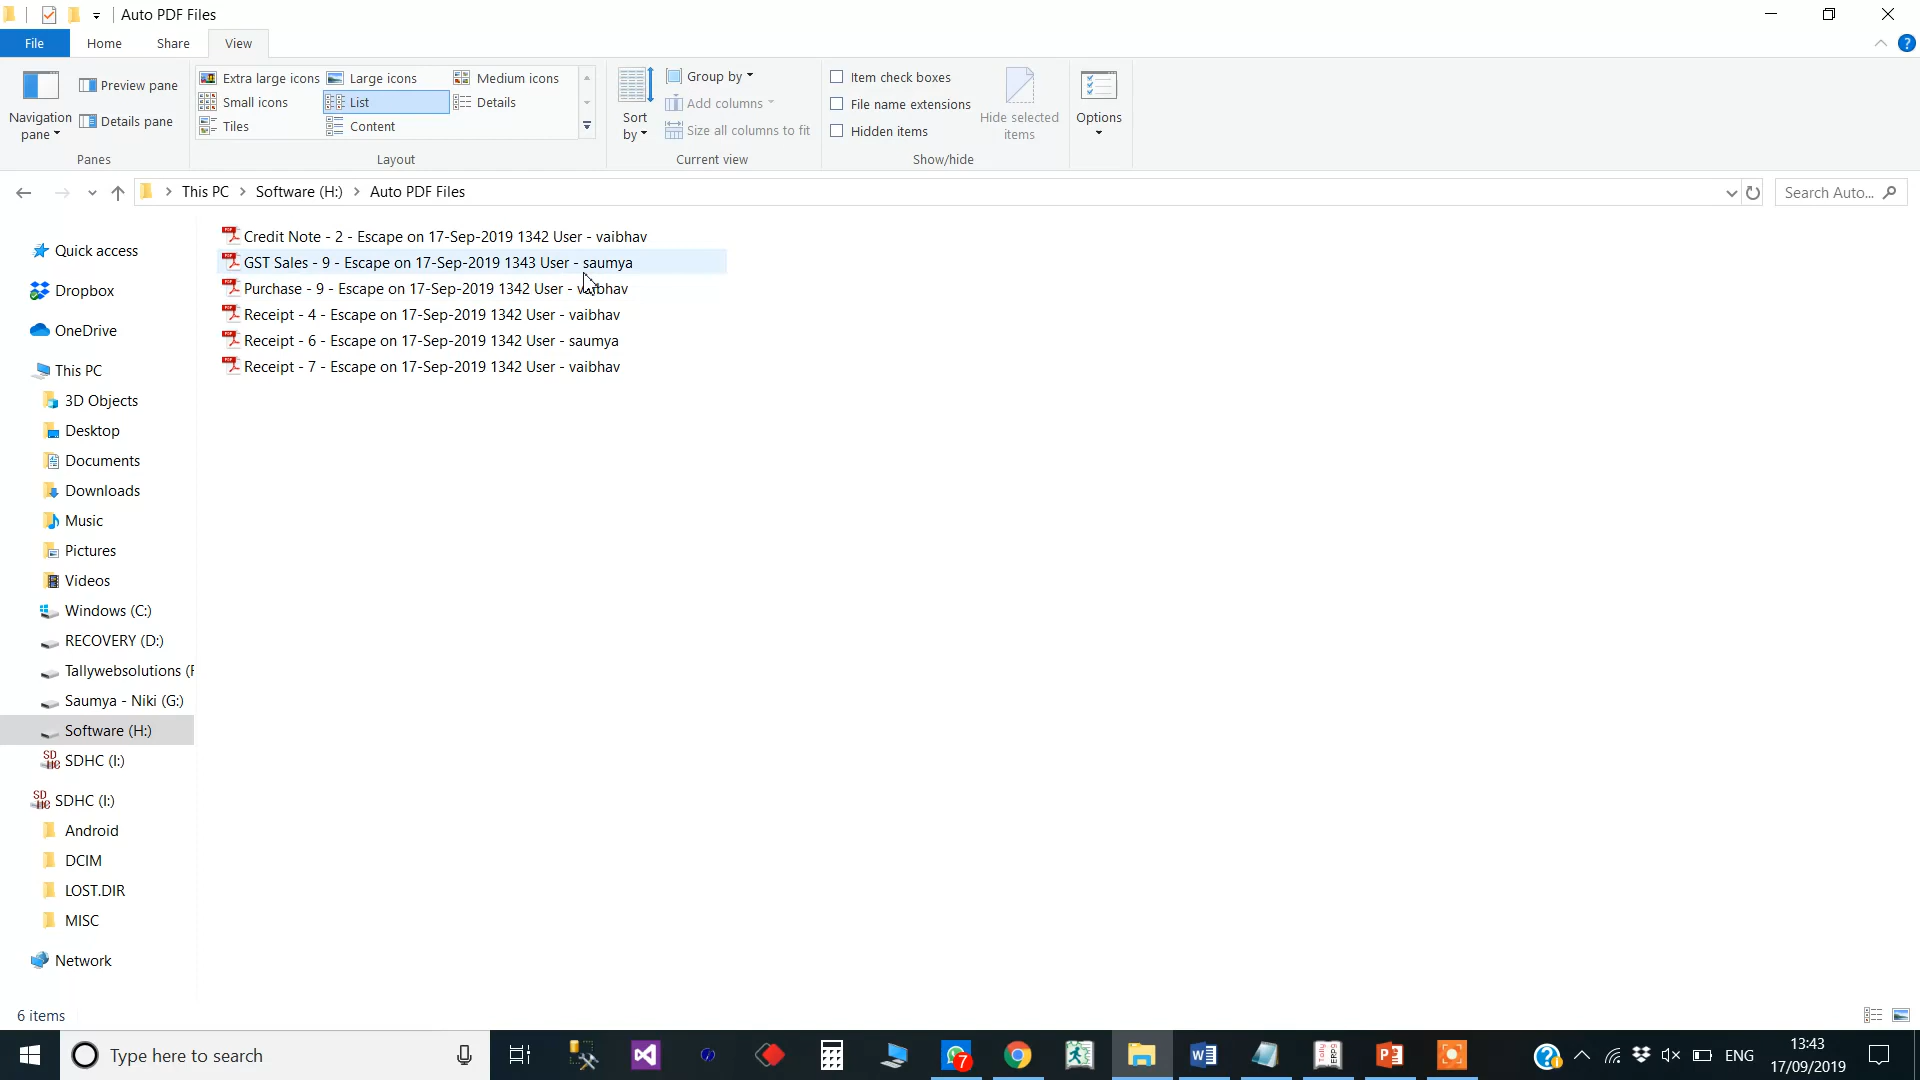 Auto PDF Files
File Home Share View
Navigation pane
Preview pane
Details pane
Panes
Extra large icons Large icons Medium icons
Small icons List Details
Tiles Content
Layout
Sort by
Group by
Add columns
Size all columns to fit
Current view
Item check boxes
File name extensions
Hidden items
Hide selected items
Show/hide
Options
This PC > Software (H:) > Auto PDF Files
Search Auto...
Quick access
Dropbox
OneDrive
This PC
3D Objects
Desktop
Documents
Downloads
Music
Pictures
Videos
Windows (C:)
RECOVERY (D:)
Tallywebsolutions (F
Saumya - Niki (G:)
Software (H:)
SDHC (I:)
SDHC (I:)
Android
DCIM
LOST.DIR
MISC
Network
Credit Note - 2 - Escape on 17-Sep-2019 1342 User - vaibhav
GST Sales - 9 - Escape on 17-Sep-2019 1343 User - saumya
Purchase - 9 - Escape on 17-Sep-2019 1342 User - vaibhav
Receipt - 4 - Escape on 17-Sep-2019 1342 User - vaibhav
Receipt - 6 - Escape on 17-Sep-2019 1342 User - saumya
Receipt - 7 - Escape on 17-Sep-2019 1342 User - vaibhav
6 items
Type here to search
7
ENG
13:43
17/09/2019